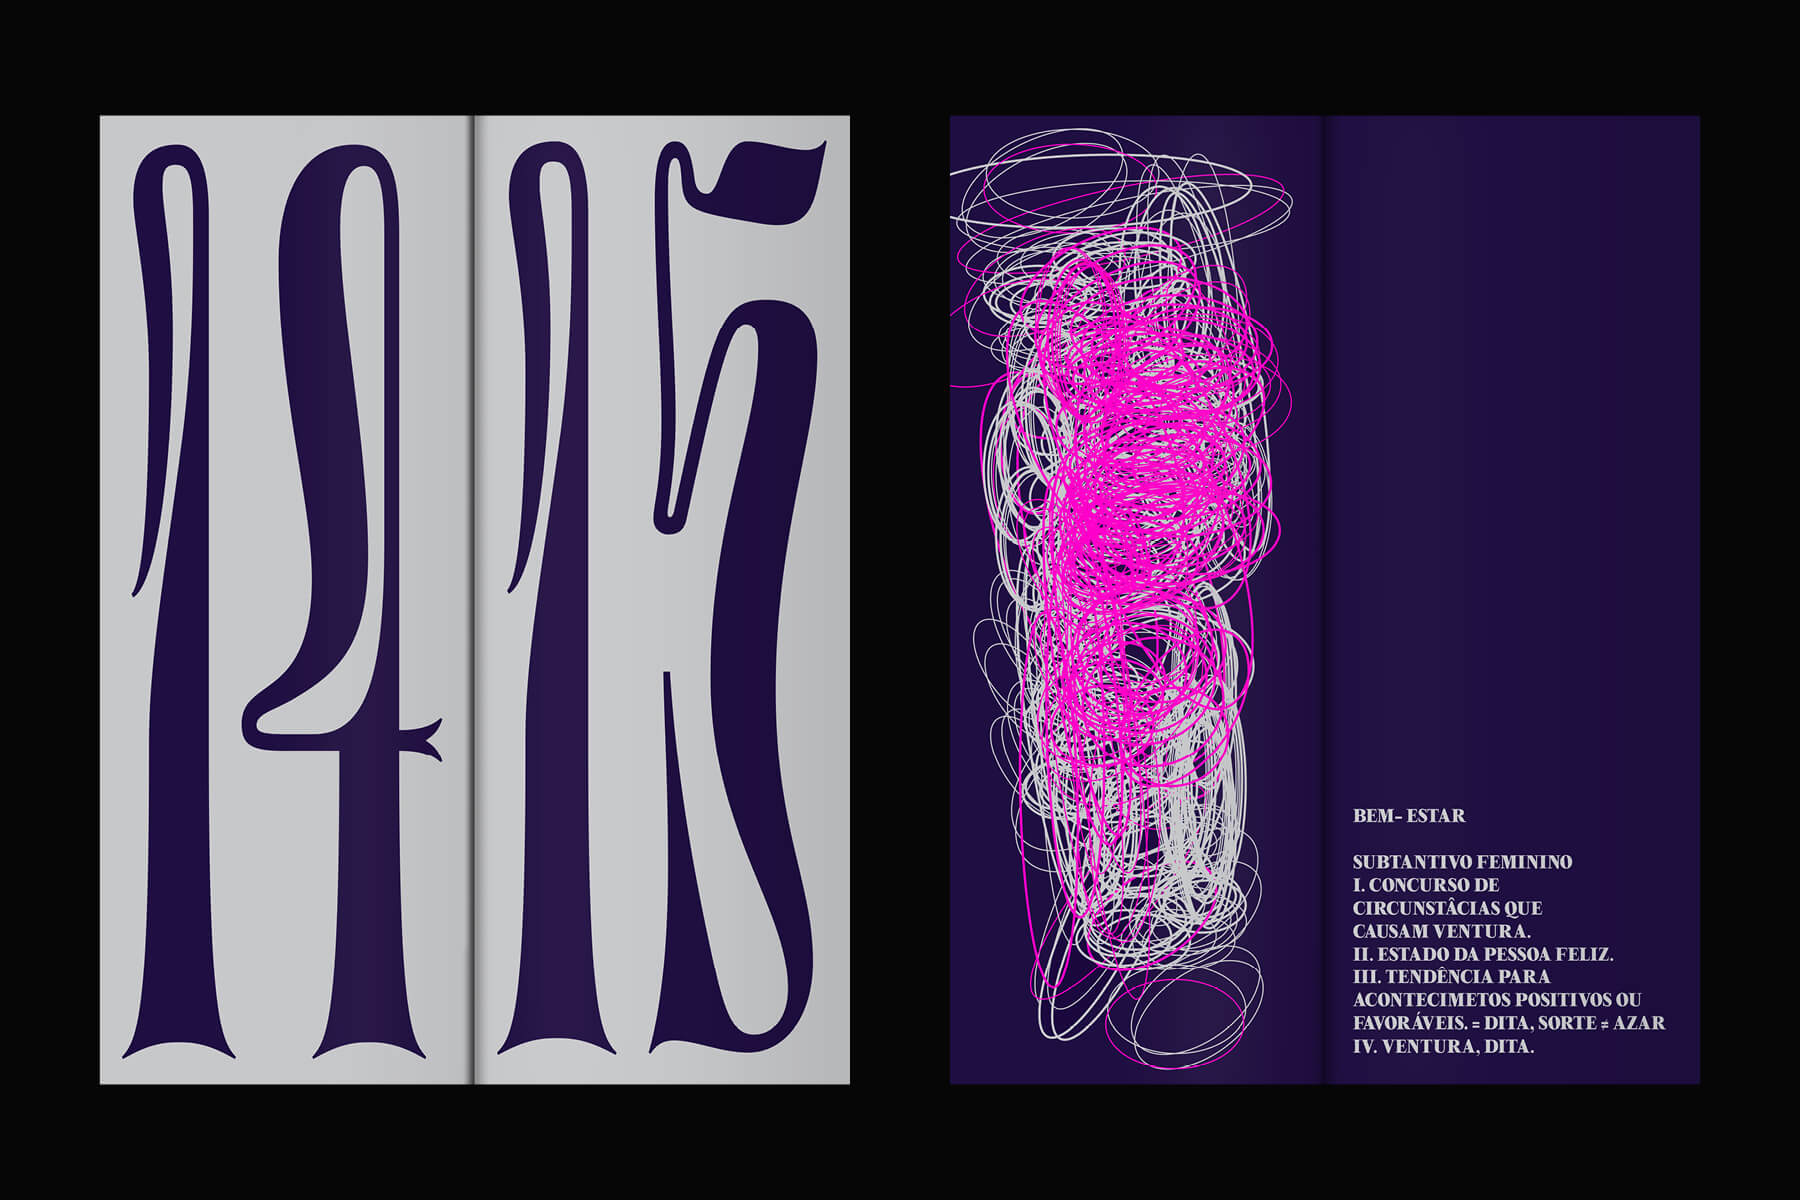 14 15
BEM- ESTAR
SUBTANTIVO FEMININO
I. CONCURSO DE
CIRCUNSTÂCIAS QUE
CAUSAM VENTURA.
II. ESTADO DA PESSOA FELIZ.
III. TENDÊNCIA PARA
ACONTECIMETOS POSITIVOS OU
FAVORÁVEIS. = DITA, SORTE ≠ AZAR
IV. VENTURA, DITA.